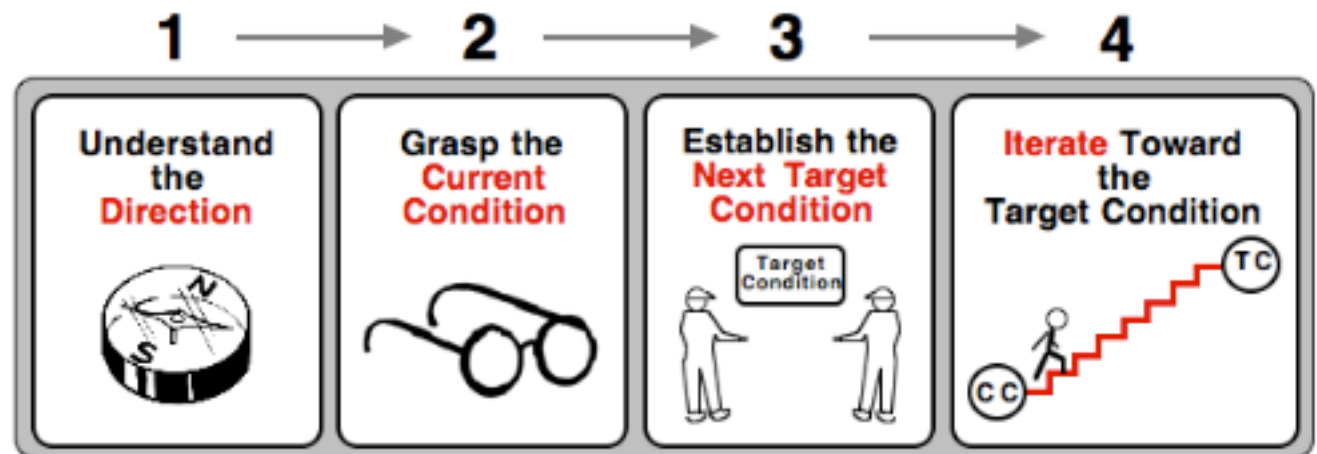 1 2 3 4
Understand
the
Direction
N
S
Grasp the
Current
Condition
Establish the
Next Target
Condition
Target
Condition
Iterate Toward
the
Target Condition
TC
CC